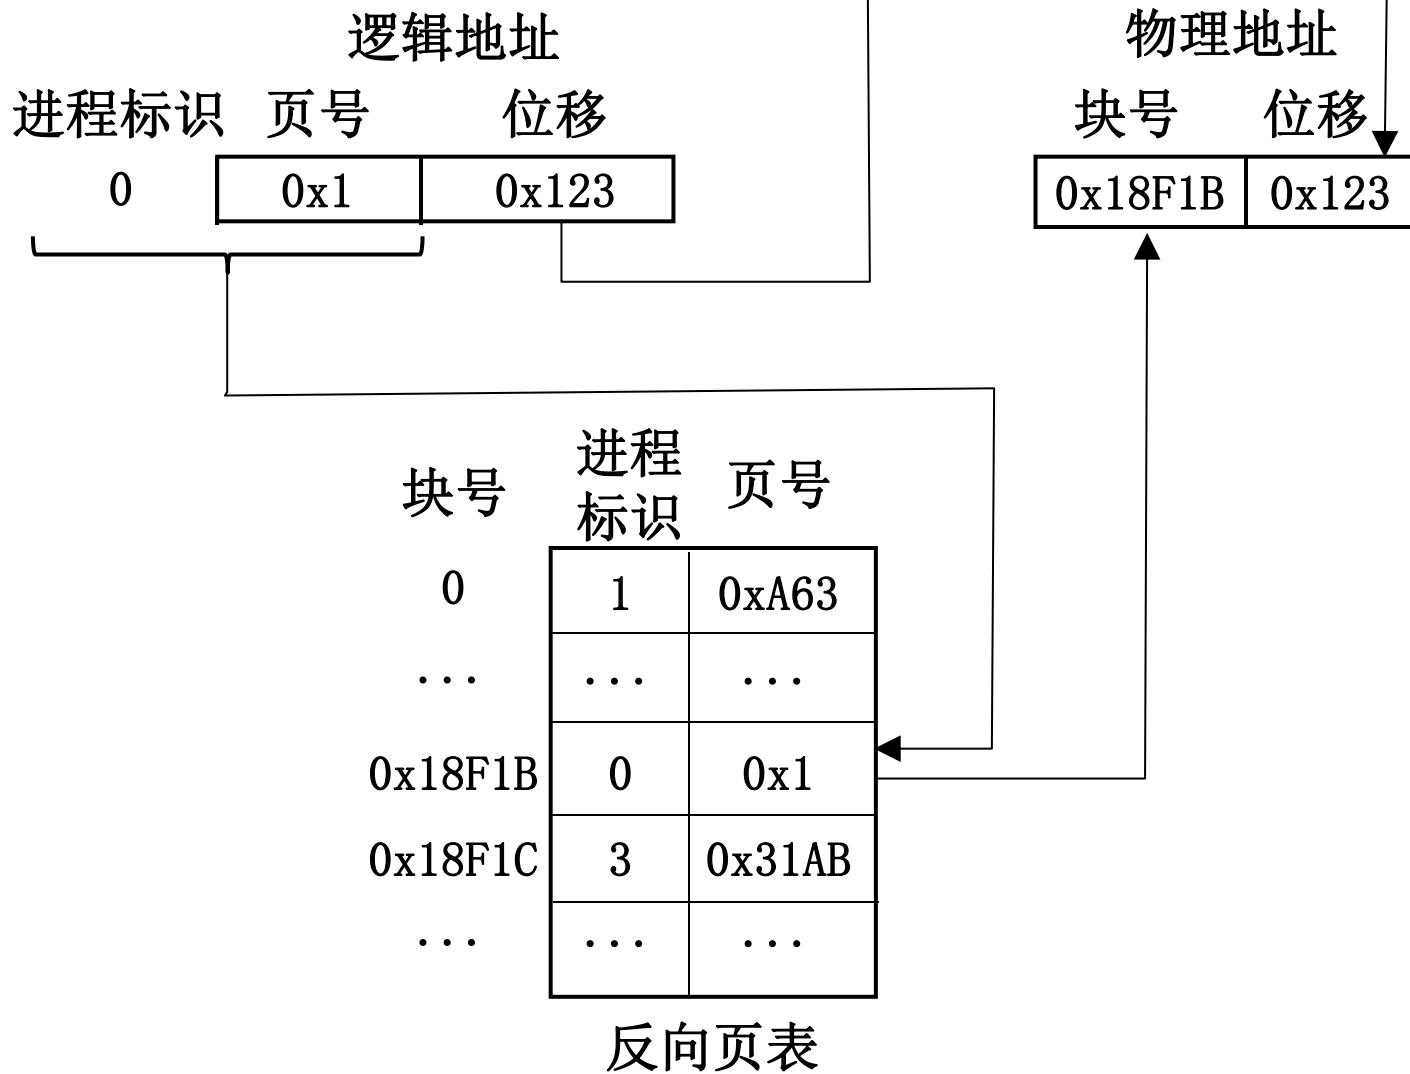 逻辑地址 物理地址
进程标识 页号 位移 块号 位移
0 0x1 0x123 0x18F1B 0x123
块号 进程标识 页号
0 1 0xA63
... ... ...
0x18F1B 0 0x1
0x18F1C 3 0x31AB
... ... ...
反向页表